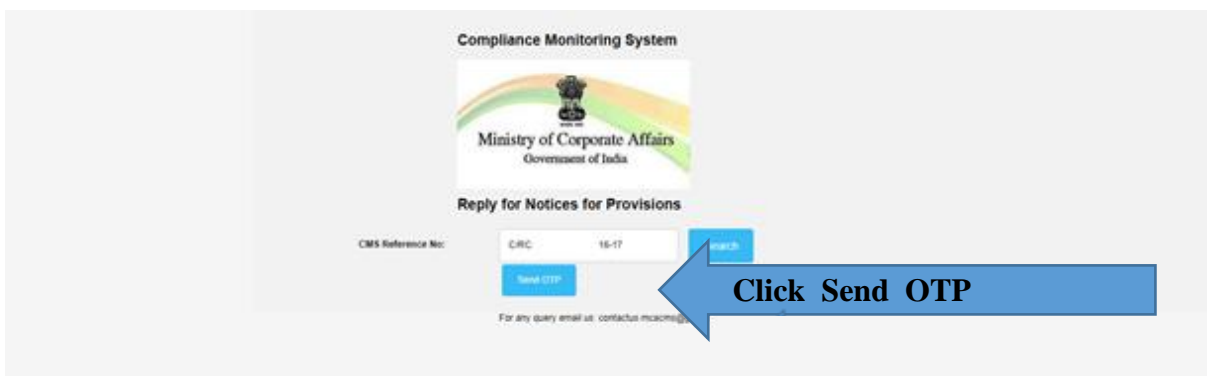 Compliance Monitoring System
Ministry of Corporate Affairs
Government of India
Reply for Notices for Provisions
CMS Reference No:
C/RC 16-17
Send OTP
Click Send OTP
For any query email us contactus